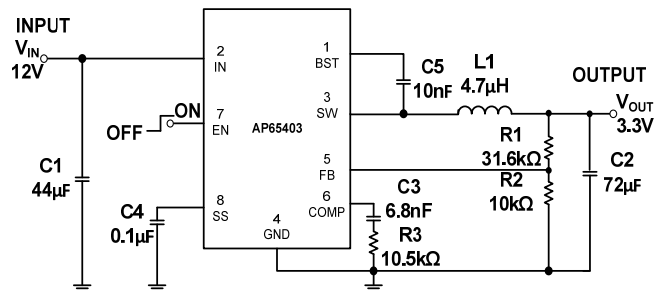 INPUT
VIN
12V
C1
44µF
OFF
ON
C4
0.1µF
2
IN
7
EN
8
SS
AP65403
4
GND
1
BST
3
SW
5
FB
6
COMP
C5
10nF
L1
4.7µH
C3
6.8nF
R3
10.5kΩ
R1
31.6kΩ
R2
10kΩ
OUTPUT
VOUT
3.3V
C2
72µF